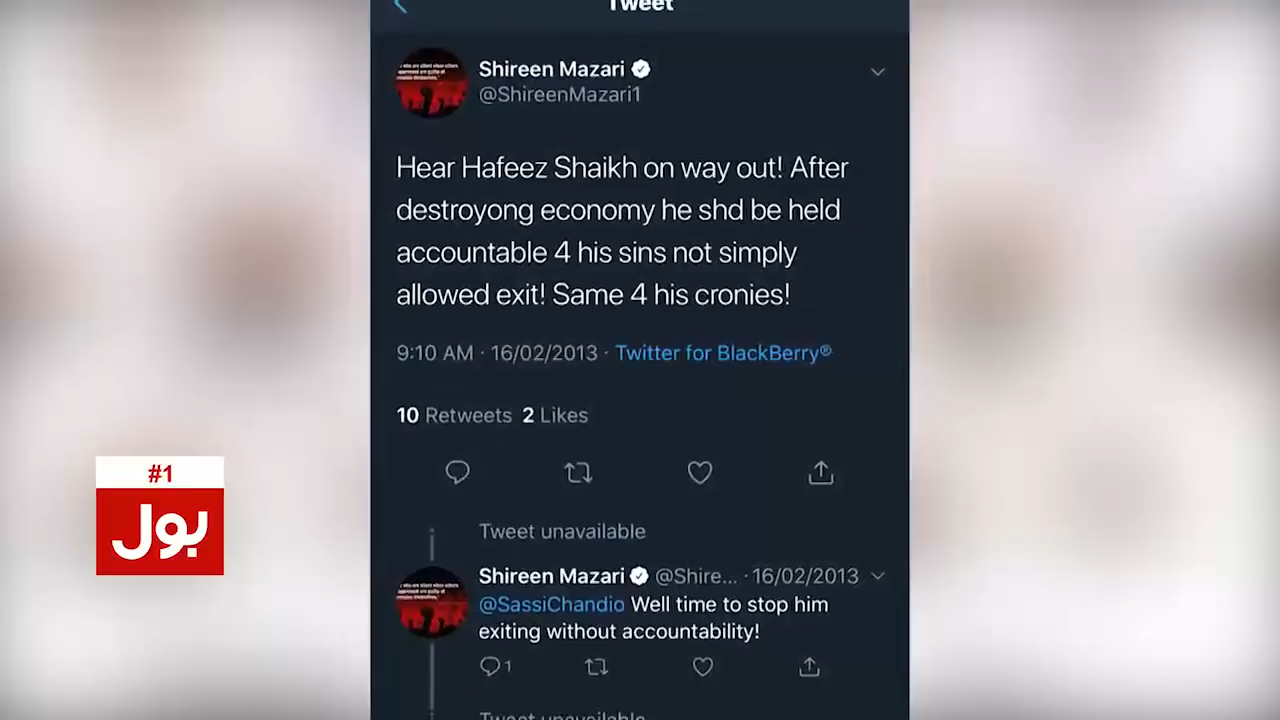 Tweet
Shireen Mazari
@ShireenMazari1
Hear Hafeez Shaikh on way out! After
destroyong economy he shd be held
accountable 4 his sins not simply
allowed exit! Same 4 his cronies!
9:10 AM · 16/02/2013 · Twitter for BlackBerry®
10 Retweets 2 Likes
#1
بول
Tweet unavailable
Shireen Mazari @Shire... · 16/02/2013
@SassiChandio Well time to stop him
exiting without accountability!
1
Tweet unavailable